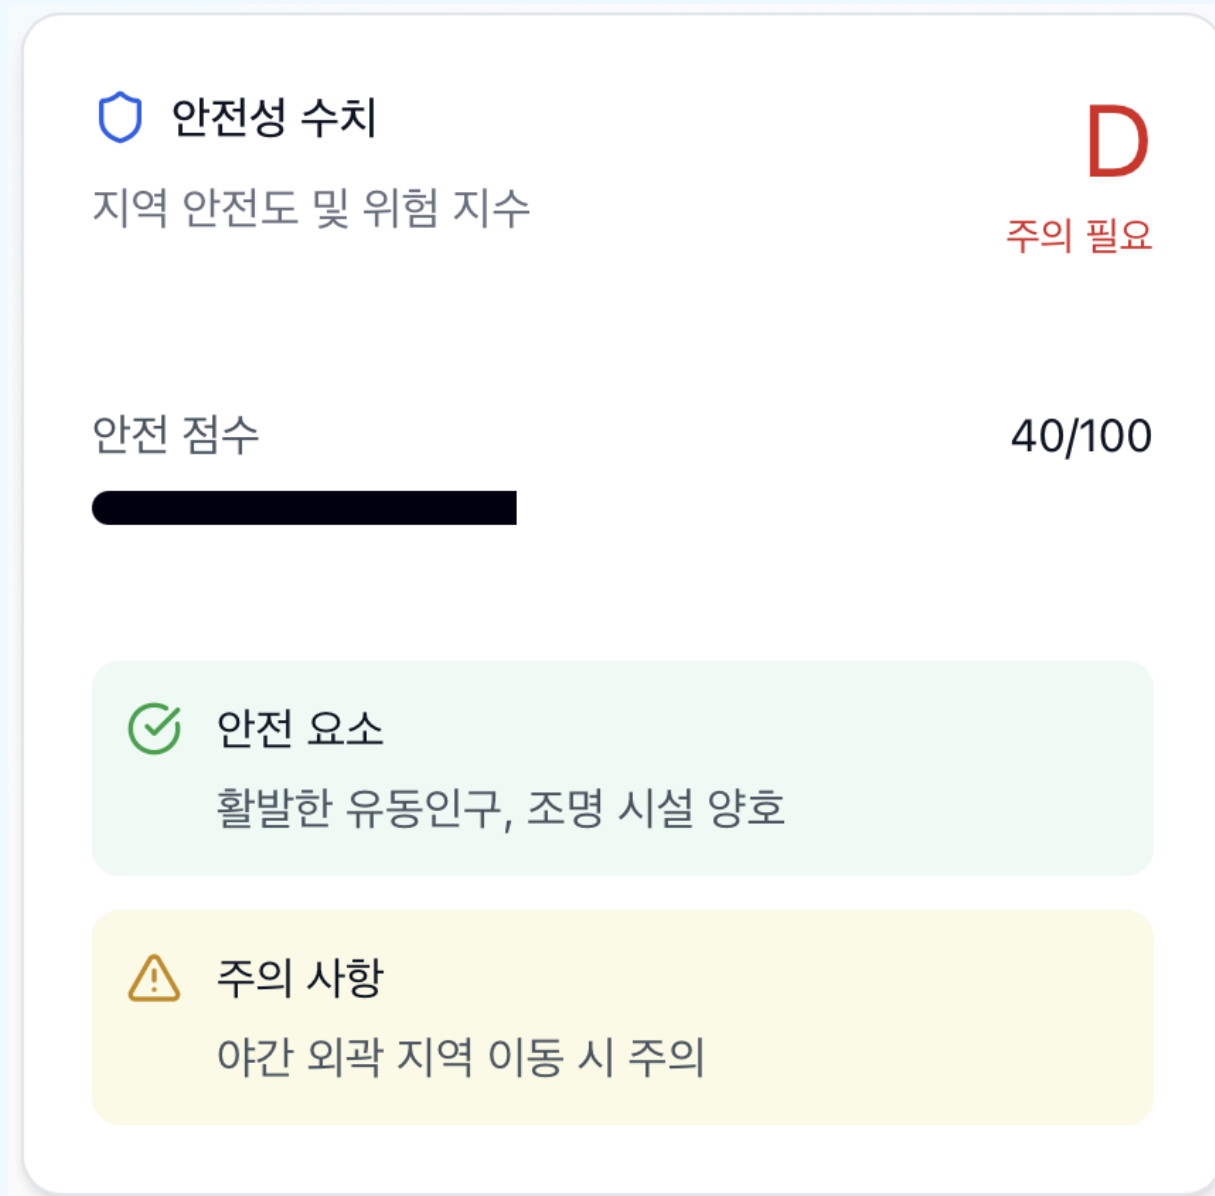 안전성 수치
D
지역 안전도 및 위험 지수
주의 필요
안전 점수
40/100
안전 요소
활발한 유동인구, 조명 시설 양호
주의 사항
야간 외곽 지역 이동 시 주의